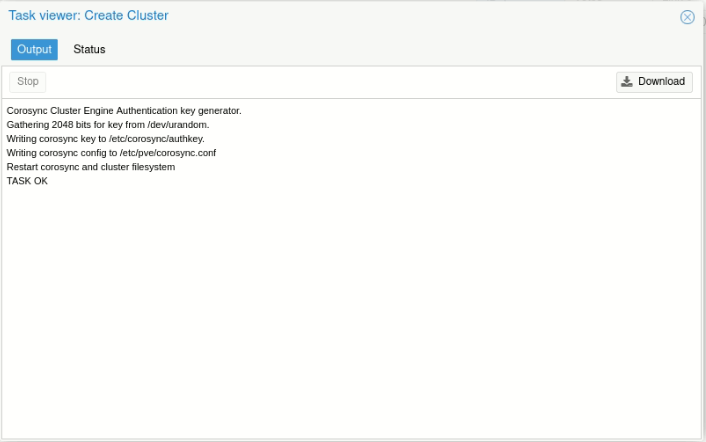 Task viewer: Create Cluster
Output Status
Stop Download
Corosync Cluster Engine Authentication key generator.
Gathering 2048 bits for key from /dev/urandom.
Writing corosync key to /etc/corosync/authkey.
Writing corosync config to /etc/pve/corosync.conf
Restart corosync and cluster filesystem
TASK OK